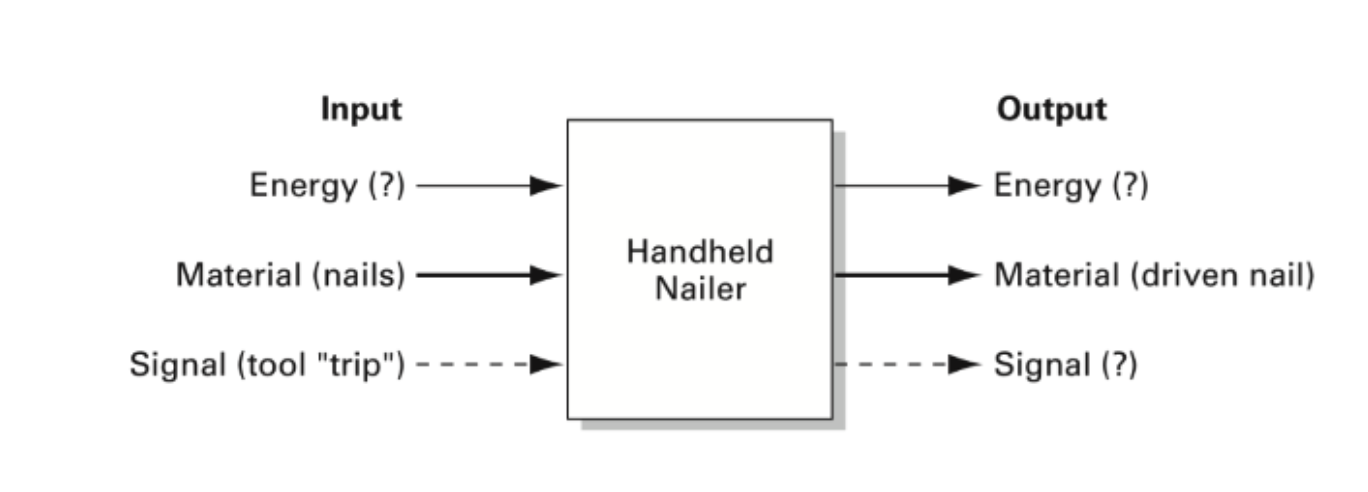 Input
Output
Energy (?)
Energy (?)
Handheld
Nailer
Material (nails)
Material (driven nail)
Signal (tool "trip")
Signal (?)